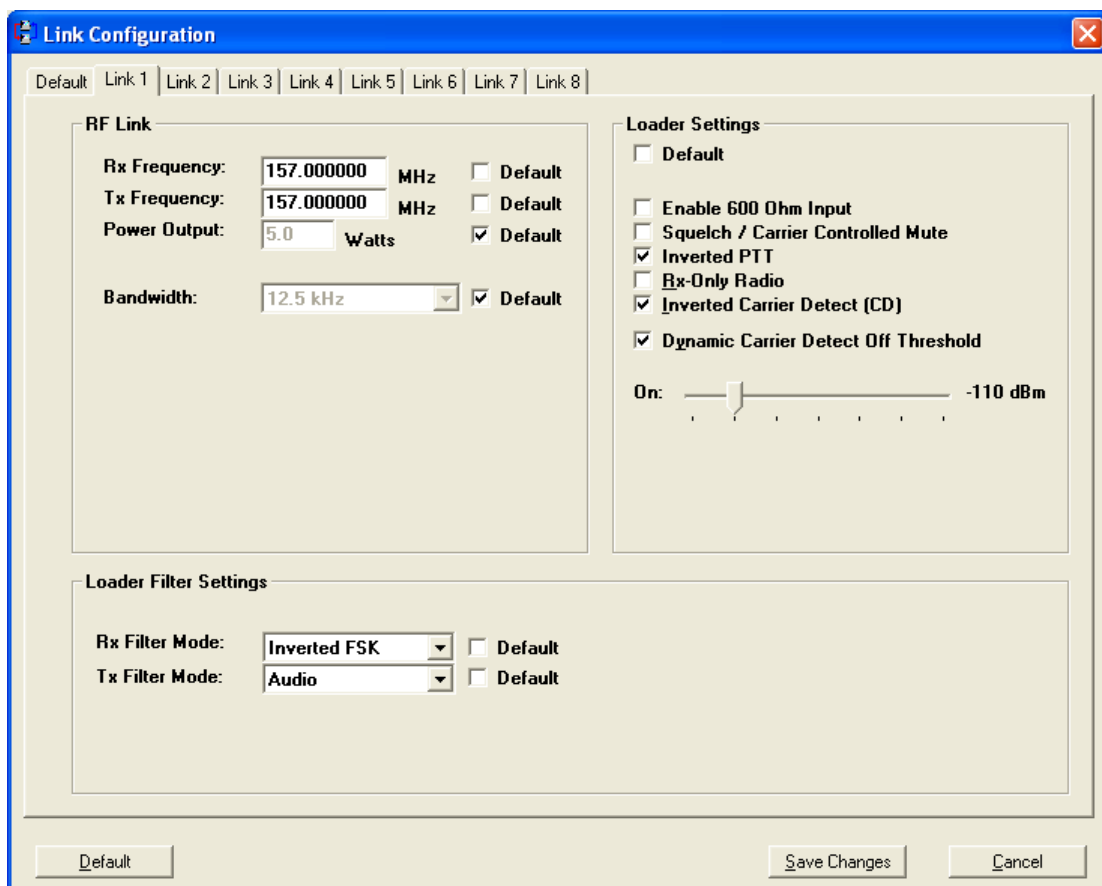 Link Configuration
Default Link 1 Link 2 Link 3 Link 4 Link 5 Link 6 Link 7 Link 8
RF Link
Rx Frequency: 157.000000 MHz Default
Tx Frequency: 157.000000 MHz Default
Power Output: 5.0 Watts Default
Bandwidth: 12.5 kHz Default
Loader Settings
Default
Enable 600 Ohm Input
Squelch / Carrier Controlled Mute
Inverted PTT
Rx-Only Radio
Inverted Carrier Detect (CD)
Dynamic Carrier Detect Off Threshold
On: -110 dBm
Loader Filter Settings
Rx Filter Mode: Inverted FSK Default
Tx Filter Mode: Audio Default
Default Save Changes Cancel